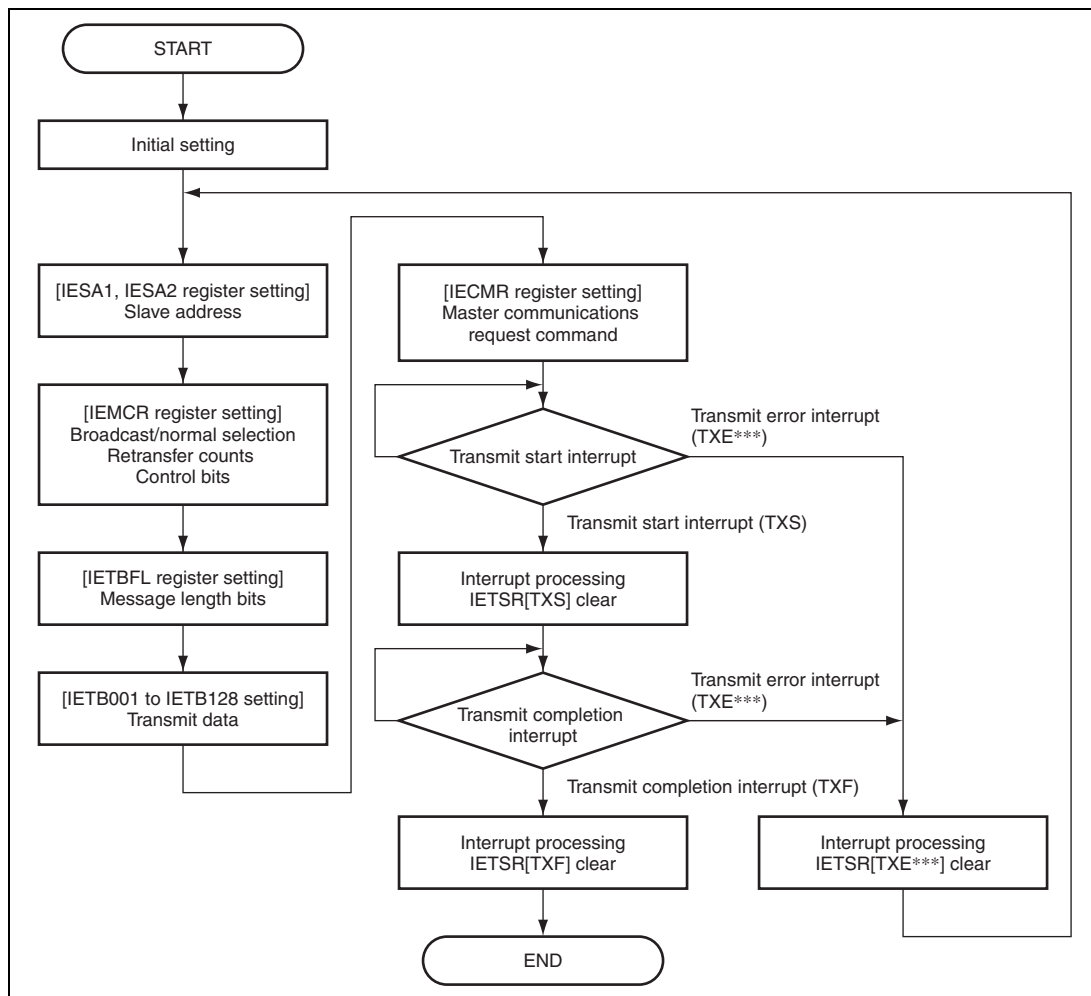 START
Initial setting
[IESA1, IESA2 register setting]
Slave address
[IEMCR register setting]
Broadcast/normal selection
Retransfer counts
Control bits
[IETBFL register setting]
Message length bits
[IETB001 to IETB128 setting]
Transmit data
[IECMR register setting]
Master communications
request command
Transmit start interrupt
Transmit error interrupt
(TXE***)
Transmit start interrupt (TXS)
Interrupt processing
IETSR[TXS] clear
Transmit completion
interrupt
Transmit error interrupt
(TXE***)
Transmit completion interrupt (TXF)
Interrupt processing
IETSR[TXF] clear
Interrupt processing
IETSR[TXE***] clear
END